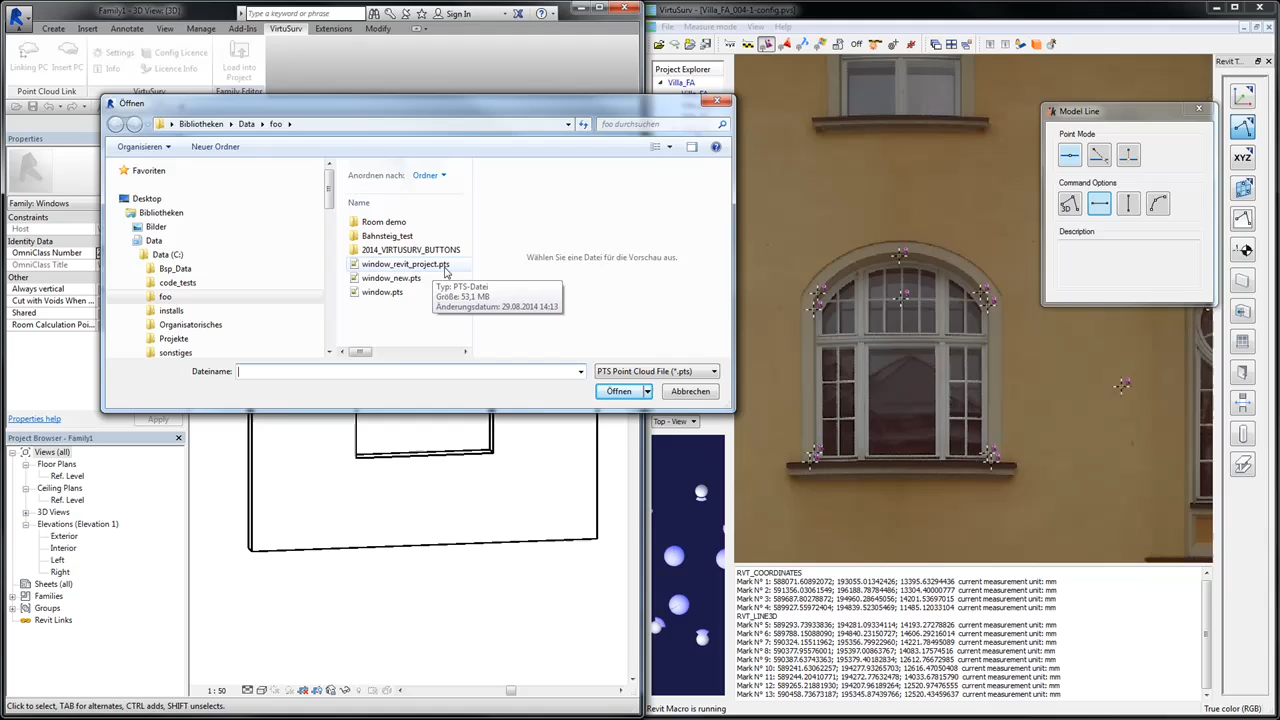 Family1 - 3D View: {3D}
Type a keyword or phrase
Sign In
Create Insert Annotate View Manage Add-Ins VirtuSurv Extensions Modify
Linking PC Insert PC
Settings
Info
Config Licence
Licence Info
Load into
Project
Point Cloud Link VirtuSurv Family Editor
Properties
Family: Windows
Constraints
Host
Identity Data
OmniClass Number
OmniClass Title
Other
Always vertical
Cut with Voids When
Shared
Room Calculation Po
Properties help
Apply
Project Browser - Family1
Views (all)
Floor Plans
Ref. Level
Ceiling Plans
Ref. Level
3D Views
Elevations (Elevation 1)
Exterior
Interior
Left
Right
Sheets (all)
Families
Groups
Revit Links
1 : 50
Click to select, TAB for alternates, CTRL adds, SHIFT unselects.
Öffnen
Bibliotheken Data foo
foo durchsuchen
Organisieren Neuer Ordner
Favoriten
Desktop
Bibliotheken
Bilder
Data
Data (C:)
Bsp_Data
code_tests
foo
installs
Organisatorisches
Projekte
sonstiges
Anordnen nach: Ordner
Name
Room demo
Bahnsteig_test
2014_VIRTUSURV_BUTTONS
window_revit_project.pts
window_new.pts
window.pts
Typ: PTS-Datei
Größe: 53,1 MB
Änderungsdatum: 29.08.2014 14:13
Wählen Sie eine Datei für die Vorschau aus.
Dateiname:
PTS Point Cloud File (*.pts)
Öffnen Abbrechen
VirtuSurv - [Villa_FA_004-1-config.pvs]
File Measure mode View Help
XYZ
Off
Project Explorer
Villa_FA
Top - View
Revit T...
XYZ
Model Line
Point Mode
Command Options
3D
Description
RVT_COORDINATES
Mark N° 1: 588071.60892072; 193055.01342426; 13395.63294436 current measurement unit: mm
Mark N° 2: 591356.03061549; 196188.78784486; 13304.40000777 current measurement unit: mm
Mark N° 3: 589687.80278872; 194960.28645056; 14201.53697015 current measurement unit: mm
Mark N° 4: 589927.55972404; 194839.52305469; 11485.12033104 current measurement unit: mm
RVT_LINE3D
Mark N° 5: 589293.73933836; 194281.09334114; 14193.27278826 current measurement unit: mm
Mark N° 6: 589788.15088090; 194840.23150727; 14606.29216014 current measurement unit: mm
Mark N° 7: 590324.15511962; 195404.21300422; 14221.78495089 current measurement unit: mm
Mark N° 8: 590377.95576001; 195397.00863767; 14081.13077516 current measurement unit: mm
Mark N° 9: 590387.63743363; 195379.40182834; 12612.76672985 current measurement unit: mm
Mark N° 10: 589241.63062257; 194277.93235104; 12616.47050408 current measurement unit: mm
Mark N° 11: 589244.20410771; 194272.77632478; 14033.67815790 current measurement unit: mm
Mark N° 12: 589265.21881930; 194207.96189264; 12520.97476555 current measurement unit: mm
Mark N° 13: 590458.73673187; 195345.87439766; 12520.43459637 current measurement unit: mm
Revit Macro is running
True color (RGB)